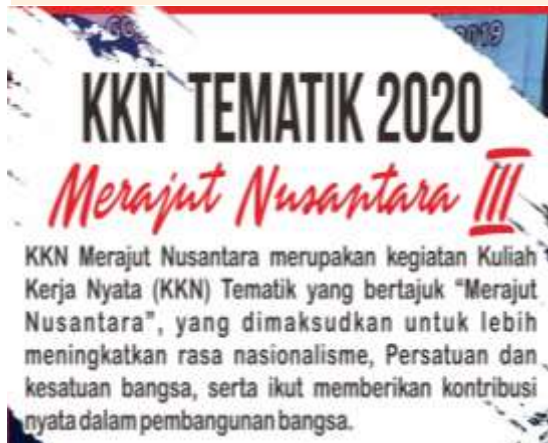 2019
KKN TEMATIK 2020
Merajut Nusantara III
KKN Merajut Nusantara merupakan kegiatan Kuliah
Kerja Nyata (KKN) Tematik yang bertajuk “Merajut
Nusantara”, yang dimaksudkan untuk lebih
meningkatkan rasa nasionalisme, Persatuan dan
kesatuan bangsa, serta ikut memberikan kontribusi
nyata dalam pembangunan bangsa.